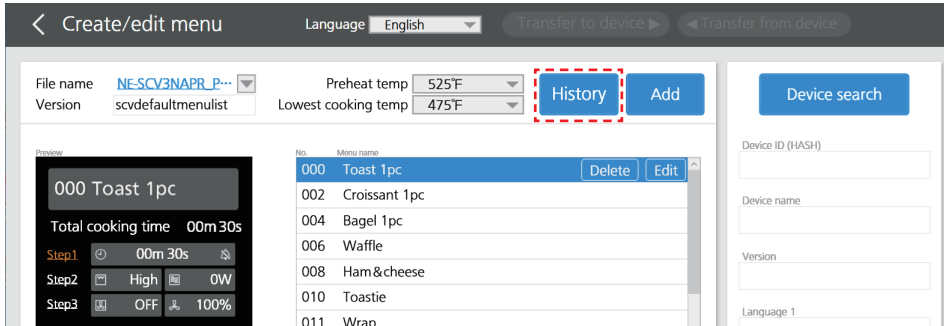 Create/edit menu Language English Transfer to device ▶ ◀ Transfer from device
File name NE-SCV3NAPR_P··· Preheat temp 525°F History Add Device search
Version scvdefaultmenulist Lowest cooking temp 475°F
Preview
000 Toast 1pc
Total cooking time 00m 30s
Step1 00m 30s
Step2 High 0W
Step3 OFF 100%
No. Menu name
000 Toast 1pc Delete Edit
002 Croissant 1pc
004 Bagel 1pc
006 Waffle
008 Ham&cheese
010 Toastie
011 Wrap
Device ID (HASH)
Device name
Version
Language 1